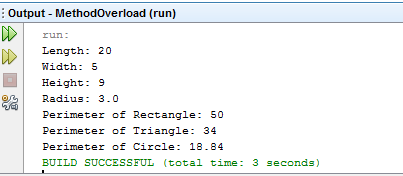 Output - MethodOverload (run)
run:
Length: 20
Width: 5
Height: 9
Radius: 3.0
Perimeter of Rectangle: 50
Perimeter of Triangle: 34
Perimeter of Circle: 18.84
BUILD SUCCESSFUL (total time: 3 seconds)